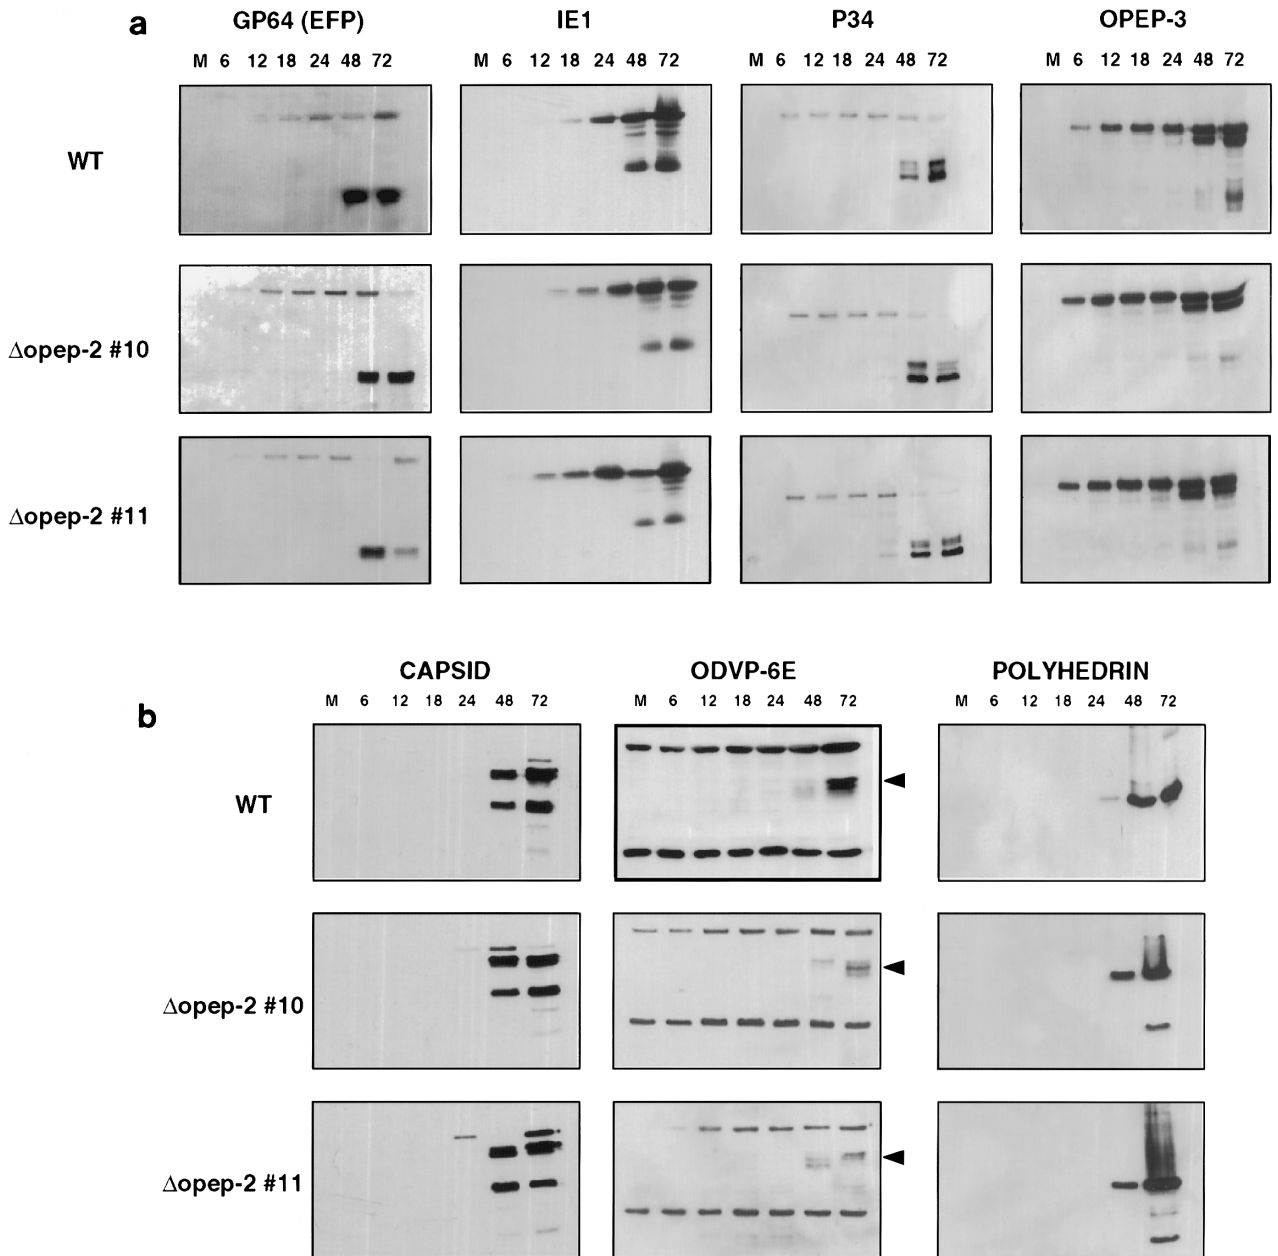 a
GP64 (EFP) IE1 P34 OPEP-3
M 6 12 18 24 48 72 M 6 12 18 24 48 72 M 6 12 18 24 48 72 M 6 12 18 24 48 72
WT
Δopep-2 #10
Δopep-2 #11
b
CAPSID ODVP-6E POLYHEDRIN
M 6 12 18 24 48 72 M 6 12 18 24 48 72 M 6 12 18 24 48 72
WT
Δopep-2 #10
Δopep-2 #11